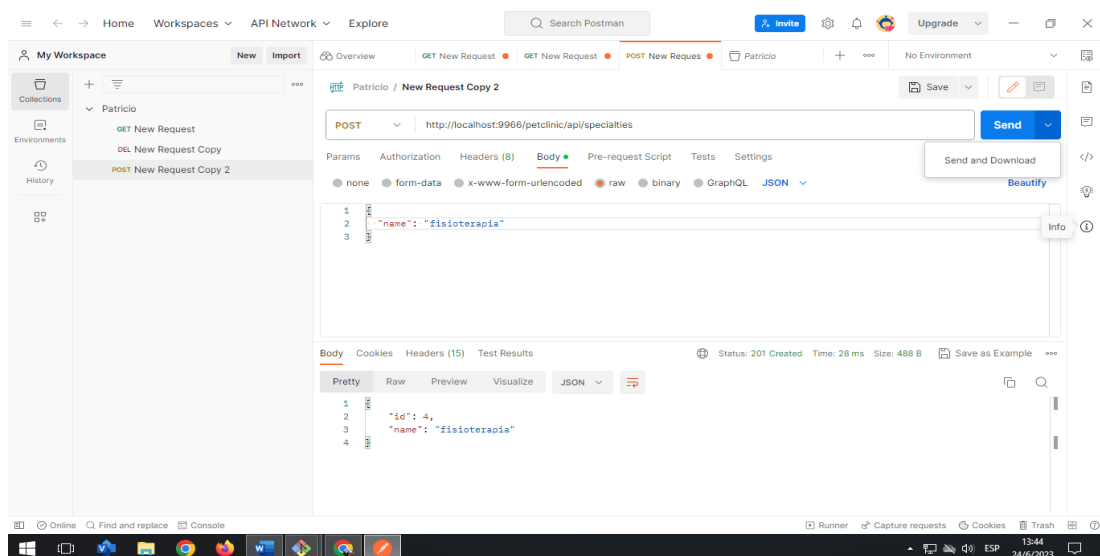 Home Workspaces API Network Explore Search Postman Invite Upgrade
My Workspace New Import Overview GET New Request GET New Request POST New Reques Patricio + No Environment
Collections
Environments
History
Patricio
GET New Request
DEL New Request Copy
POST New Request Copy 2
HTTP Patricio / New Request Copy 2 Save
POST http://localhost:9966/petclinic/api/specialties Send
Send and Download
Params Authorization Headers (8) Body Pre-request Script Tests Settings
none form-data x-www-form-urlencoded raw binary GraphQL JSON Beautify
1 {
2 "name": "fisioterapia"
3 }
Info
Body Cookies Headers (15) Test Results Status: 201 Created Time: 28 ms Size: 488 B Save as Example
Pretty Raw Preview Visualize JSON
1 {
2 "id": 4,
3 "name": "fisioterapia"
4 }
Online Find and replace Console Runner Capture requests Cookies Trash
ESP 13:44
24/6/2023